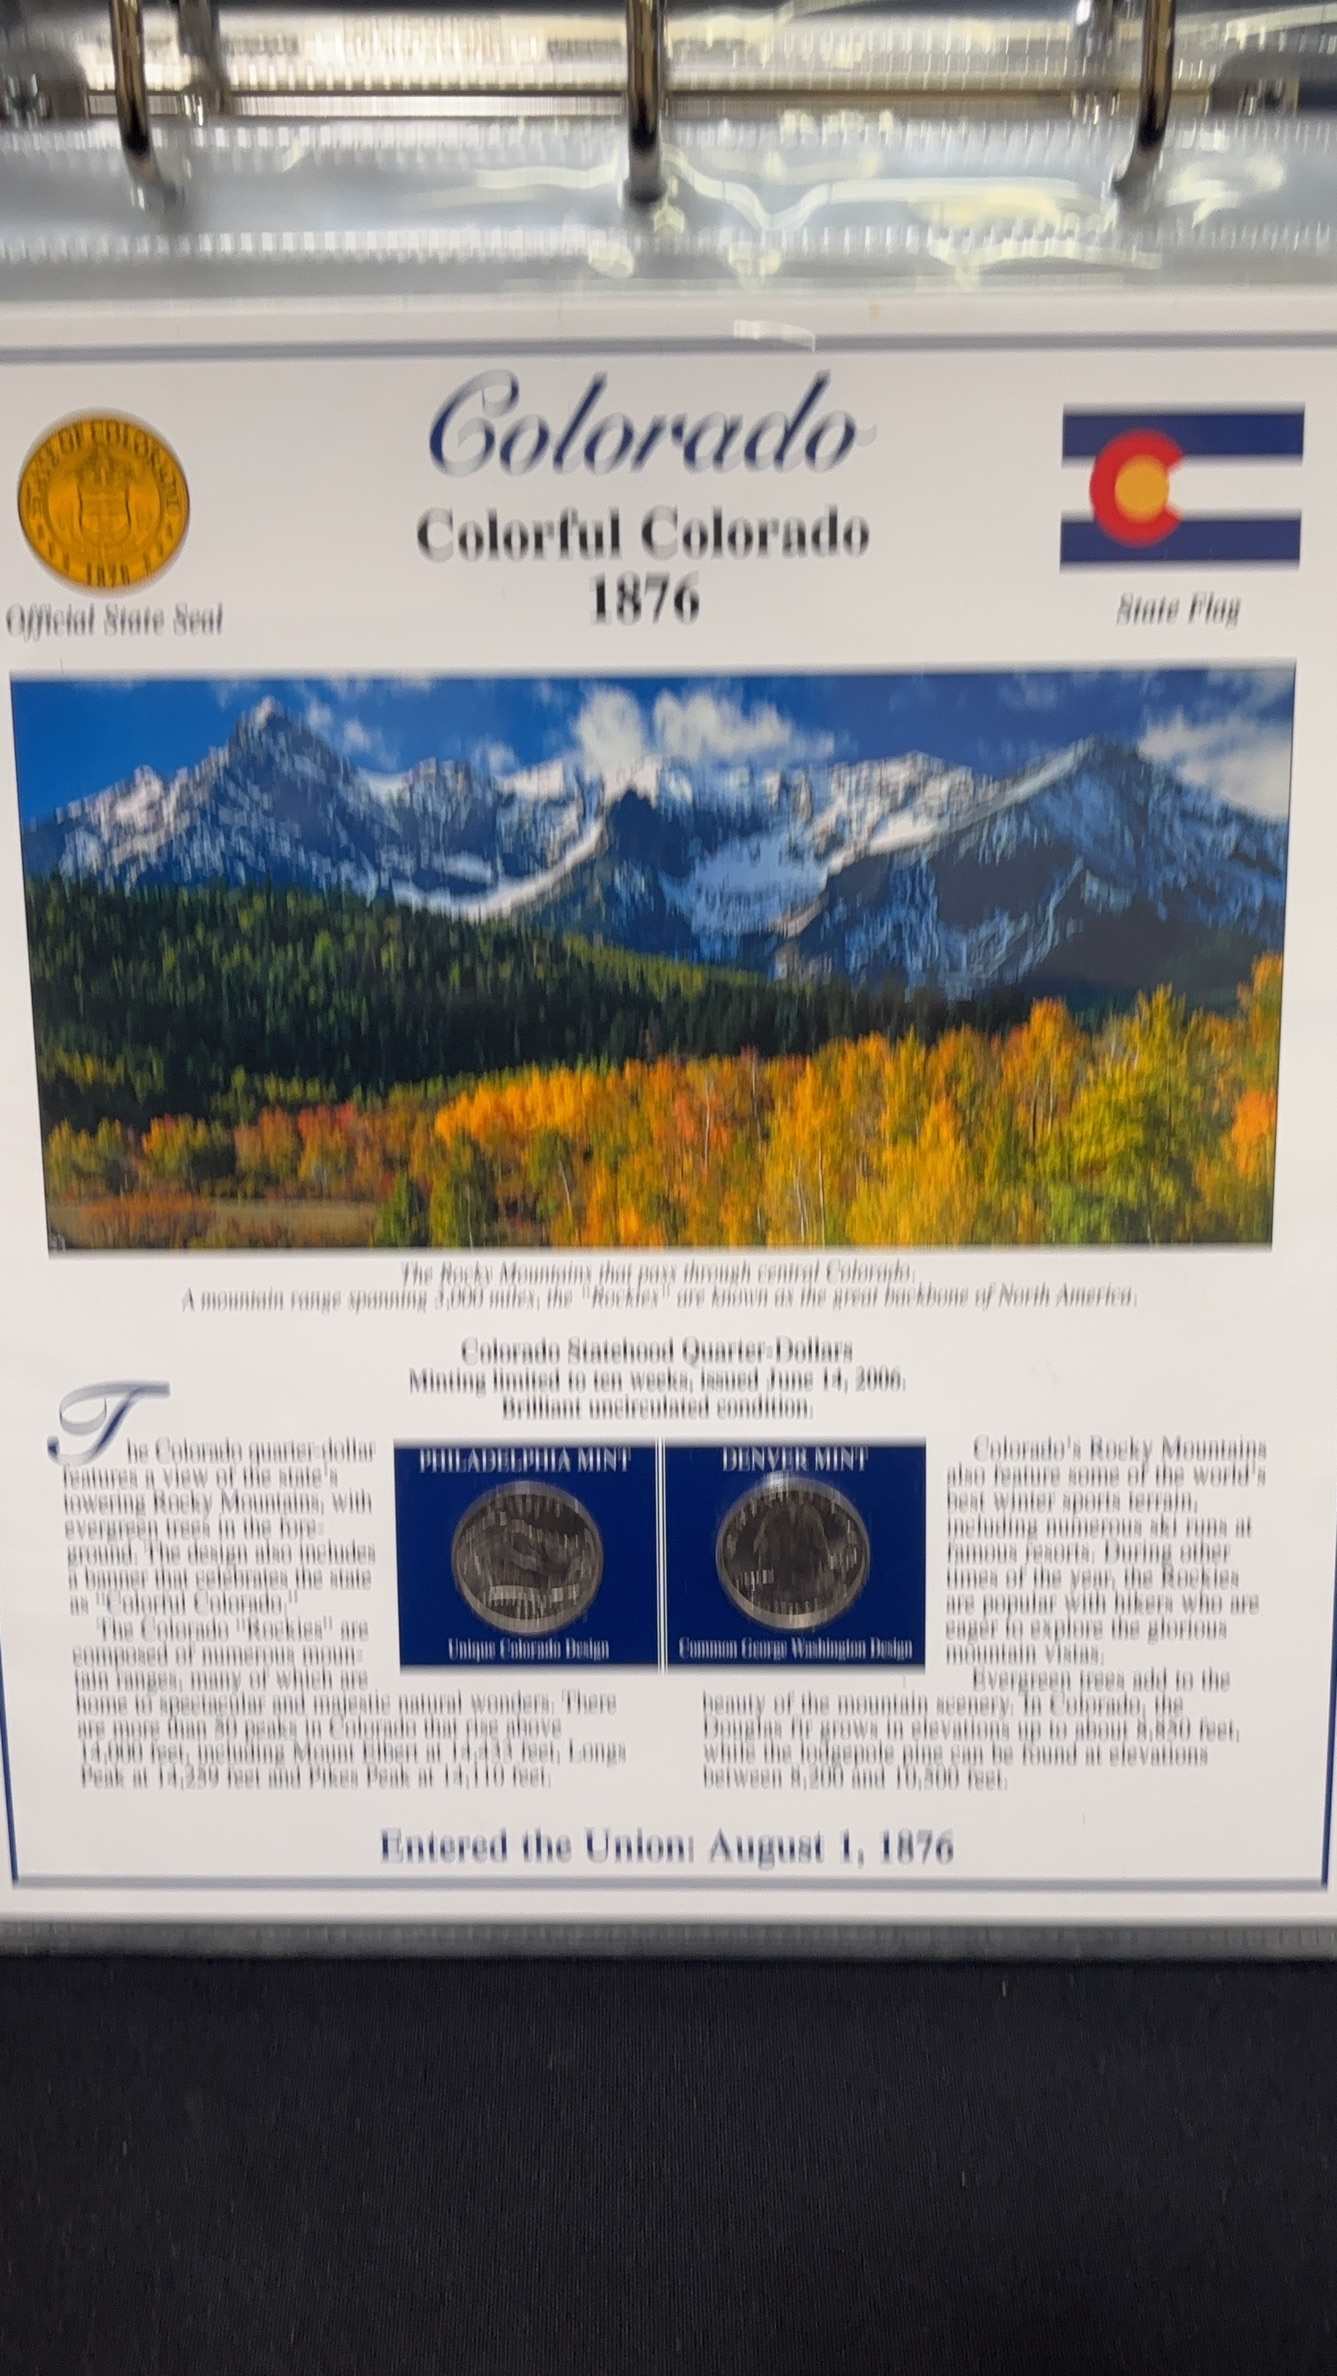 Colorado
Colorful Colorado
1876
STATE OF COLORADO
1876
Official State Seal
State Flag
The Rocky Mountains that pass through central Colorado.
A mountain range spanning 3,000 miles, the "Rockies" are known as the great backbone of North America.
Colorado Statehood Quarter-Dollars
Minting limited to ten weeks, issued June 14, 2006.
Brilliant uncirculated condition.
The Colorado quarter-dollar
features a view of the state's
towering Rocky Mountains, with
evergreen trees in the fore-
ground. The design also includes
a banner that celebrates the state
as "Colorful Colorado."
The Colorado "Rockies" are
composed of numerous moun-
tain ranges, many of which are
home to spectacular and majestic natural wonders. There
are more than 50 peaks in Colorado that rise above
14,000 feet, including Mount Elbert at 14,433 feet, Longs
Peak at 14,259 feet and Pikes Peak at 14,110 feet.
PHILADELPHIA MINT
Unique Colorado Design
DENVER MINT
Common George Washington Design
Colorado's Rocky Mountains
also feature some of the world's
best winter sports terrain,
including numerous ski runs at
famous resorts. During other
times of the year, the Rockies
are popular with hikers who are
eager to explore the glorious
mountain vistas.
Evergreen trees add to the
beauty of the mountain scenery. In Colorado, the
Douglas fir grows in elevations up to about feet,
while the lodgepole pine can be found at elevations
between 8,200 and 10,500 feet.
Entered the Union: August 1, 1876